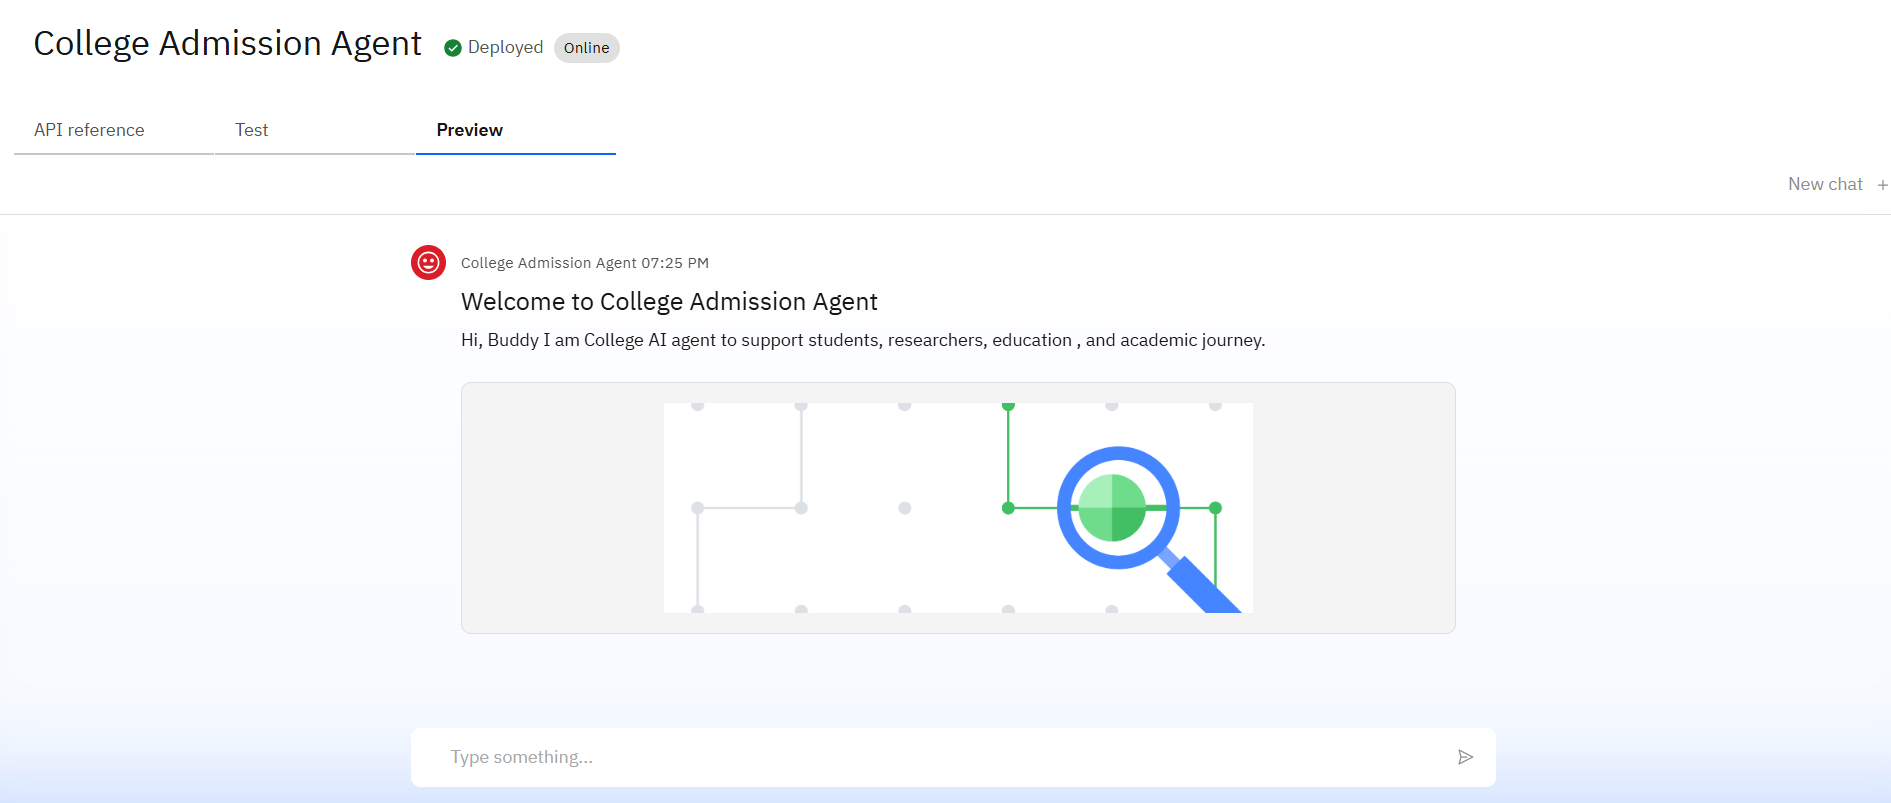 College Admission Agent Deployed Online
API reference Test Preview
New chat +
College Admission Agent 07:25 PM
Welcome to College Admission Agent
Hi, Buddy I am College AI agent to support students, researchers, education , and academic journey.
Type something...